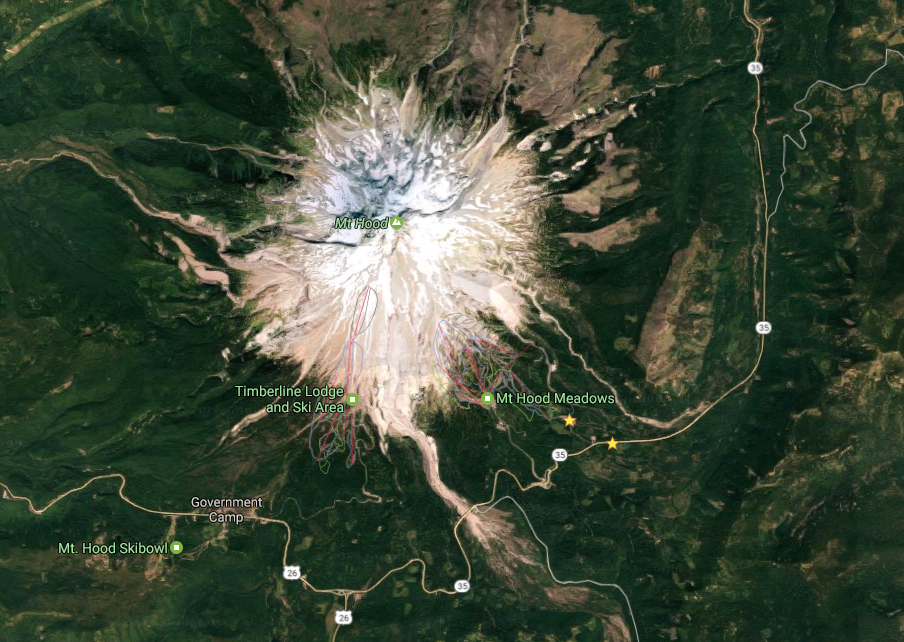 35
Mt Hood
35
Timberline Lodge
and Ski Area
Mt Hood Meadows
35
Government
Camp
Mt. Hood Skibowl
26
35
26